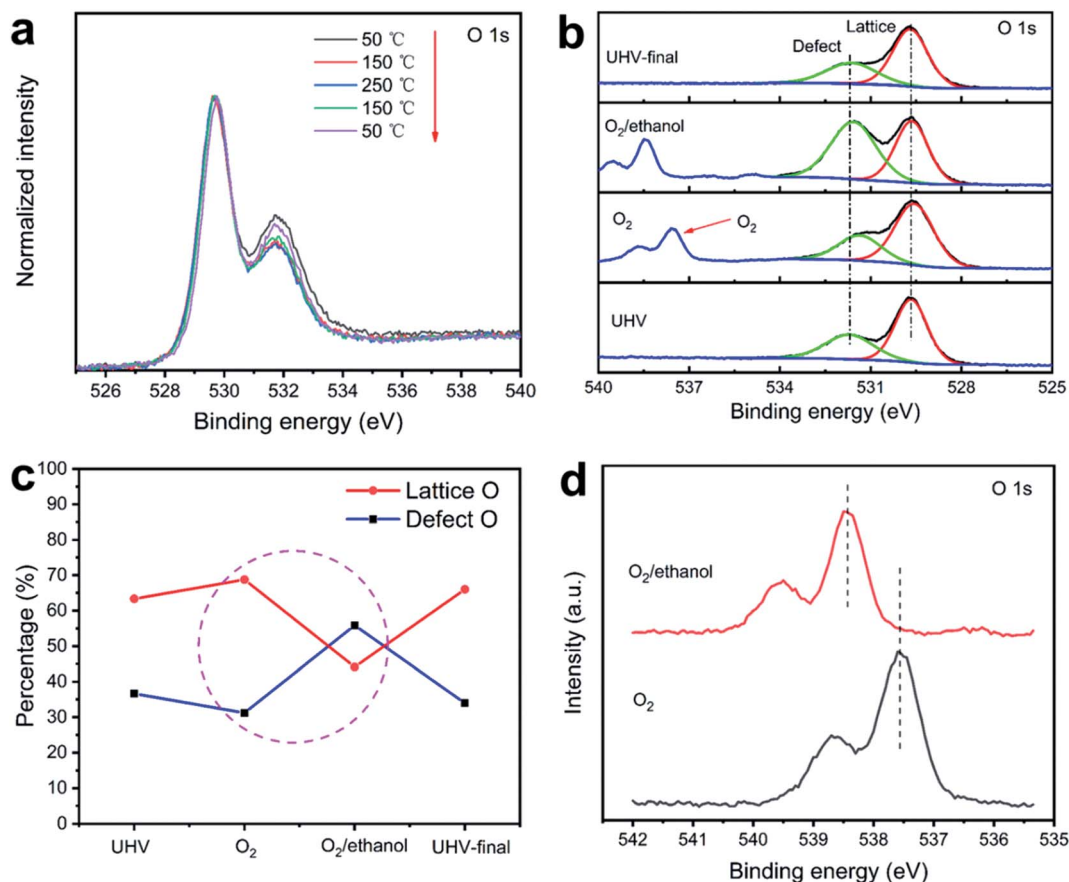 a
O 1s
50 ℃
150 ℃
250 ℃
150 ℃
50 ℃
Normalized intensity
526 528 530 532 534 536 538 540
Binding energy (eV)
b
O 1s
Lattice
Defect
UHV-final
O₂/ethanol
O₂
O₂
UHV
540 537 534 531 528 525
Binding energy (eV)
c
100
90
80
70
60
50
40
30
20
10
0
Percentage (%)
Lattice O
Defect O
UHV O₂ O₂/ethanol UHV-final
d
O 1s
O₂/ethanol
O₂
Intensity (a.u.)
542 541 540 539 538 537 536 535
Binding energy (eV)